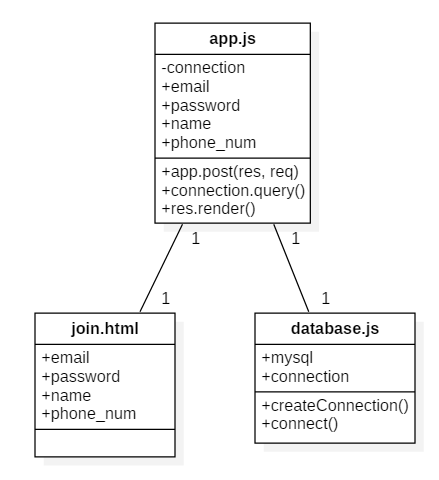 app.js
-connection
+email
+password
+name
+phone_num
+app.post(res, req)
+connection.query()
+res.render()
1
1
1
1
join.html
+email
+password
+name
+phone_num
database.js
+mysql
+connection
+createConnection()
+connect()